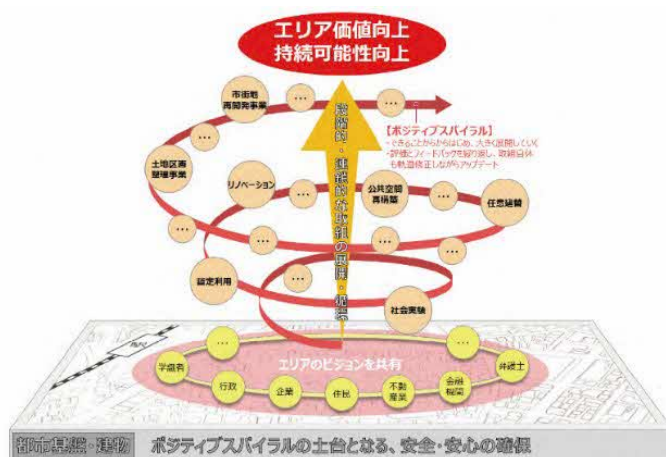 エリア価値向上
持続可能性向上
市街地
再開発事業
…
…
【ポジティブスパイラル】
・できることからはじめ、大きく展開していく
・評価とフィードバックを繰り返し、取組自体
も軌道修正しながらアップデート
…
土地区画
整理事業
リノベーション
…
公共空間
再構築
…
任意建替
…
…
…
…
暫定利用
…
社会実験
段階的・連鎖的な取組の展開・循環
駅
…
…
エリアのビジョンを共有
学識者
行政
企業
住民
不動
産業
金融
機関
弁護士
都市基盤・建物 ポジティブスパイラルの土台となる、安全・安心の確保